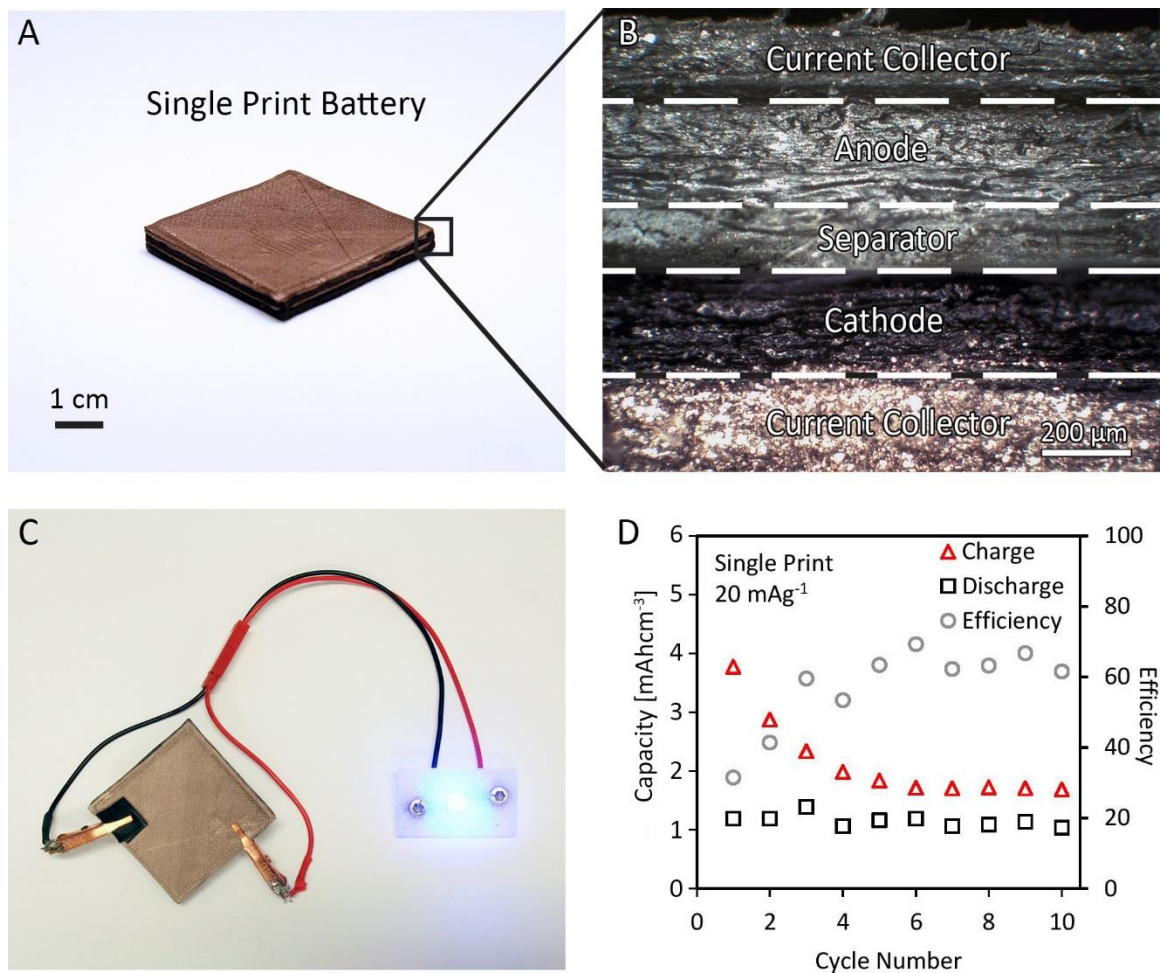 A
Single Print Battery
1 cm
B
Current Collector
Anode
Separator
Cathode
Current Collector
200 µm
C
D
Single Print
20 mAg⁻¹
Charge
Discharge
Efficiency
Capacity [mAhcm⁻³]
6
5
4
3
2
1
0
100
80
60
40
20
0
Efficiency
0 2 4 6 8 10
Cycle Number